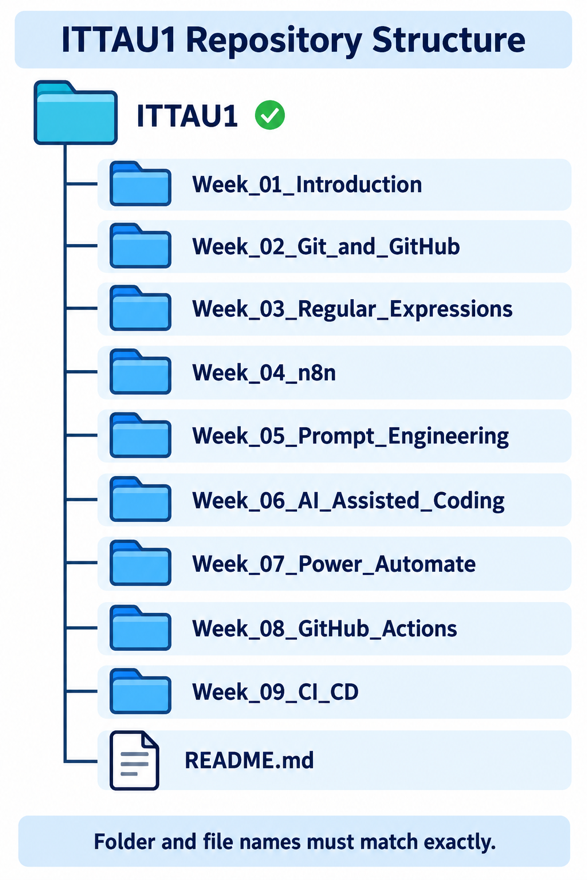 ITTAU1 Repository Structure
ITTAU1
Week_01_Introduction
Week_02_Git_and_GitHub
Week_03_Regular_Expressions
Week_04_n8n
Week_05_Prompt_Engineering
Week_06_AI_Assisted_Coding
Week_07_Power_Automate
Week_08_GitHub_Actions
Week_09_CI_CD
README.md
Folder and file names must match exactly.